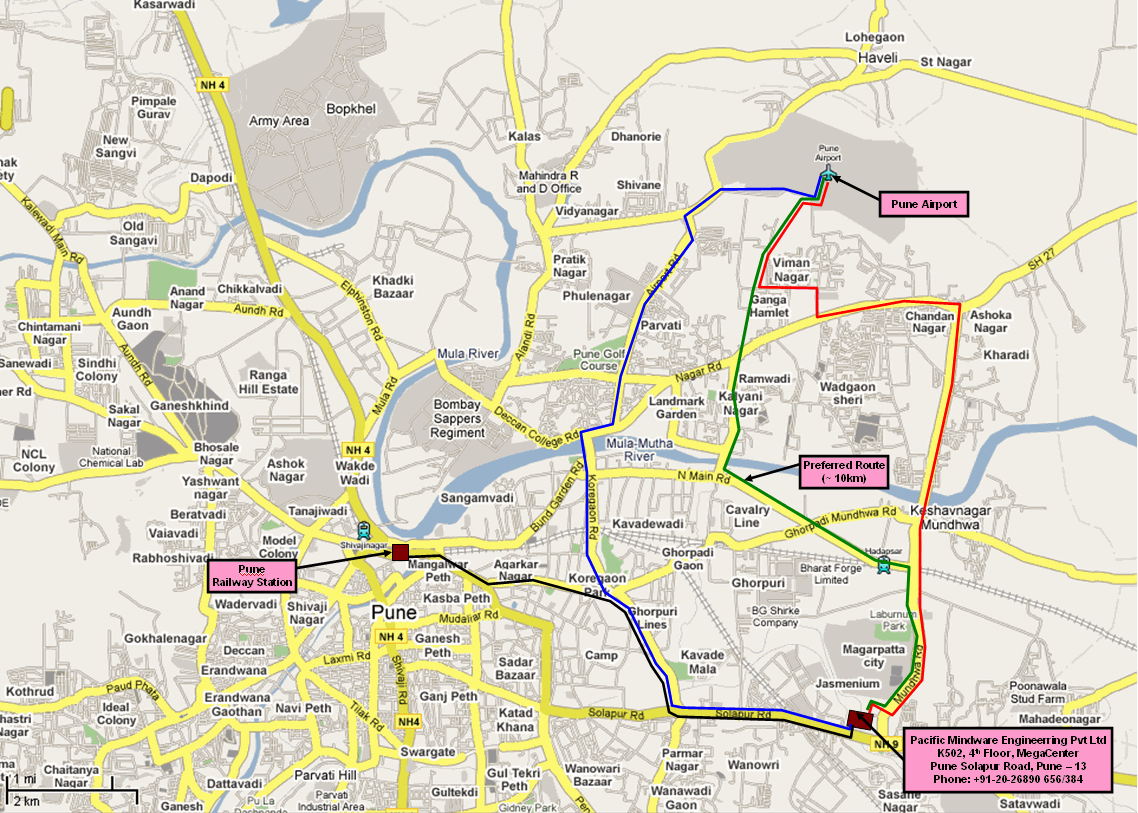 Kasarwadi
Lohegaon
Haveli
St Nagar
NH 4
Bopkhel
Pimpale
Gurav
Army Area
New
Sangvi
Kalas
Dhanorie
Pune
Airport
Dapodi
Mahindra R
and D Office
Shivane
Pune Airport
Kalewadi Main Rd
Vidyanagar
Old
Sangavi
Pratik
Nagar
Viman
Nagar
SH 27
Khadki
Bazaar
Airport Rd
Anand
Nagar
Chikkalvadi
Elphinston Rd
Phulenagar
Ganga
Hamlet
Aundh
Gaon
Aundh Rd
Chandan
Nagar
Ashoka
Nagar
Chintamani
Nagar
Parvati
Alandi Rd
Kharadi
Sanewadi
Sindhi
Colony
Aundh Rd
Mula River
Pune Golf
Course
Nagar Rd
Ramwadi
Wadgaon
sheri
Ranga
Hill Estate
Mula Rd
Kalyani
Nagar
Landmark
Garden
Sakal
Nagar
Ganeshkhind
Bombay
Sappers
Regiment
Deccan College Rd
NCL
Colony
National
Chemical Lab
Bhosale
Nagar
NH 4
Mula-Mutha
River
Ashok
Nagar
Wakde
Wadi
Preferred Route
(~ 10km)
Yashwant
nagar
N Main Rd
Sangamvadi
Bund Garden Rd
Koregaon Rd
Beratvadi
Tanajiwadi
Cavalry
Line
Keshavnagar
Mundhwa
Vaiavadi
Model
Colony
Shivajinagar
Kavadewadi
Ghorpadi Mundhwa Rd
Rabhoshivadi
Ghorpadi
Gaon
Hadapsar
Pune
Railway Station
Mangalwar
Peth
Agarkar
Nagar
Koregaon
Park
Ghorpuri
Bharat Forge
Limited
Wadervadi
Shivaji
Nagar
Pune
Kasba Peth
Ghorpuri
Lines
BG Shirke
Company
Laburnum
Park
Gokhalenagar
NH 4
Mudaliar Rd
Deccan
Ganesh
Peth
Magarpatta
city
Laxmi Rd
Shivaji Rd
Sadar
Bazaar
Camp
Kavade
Mala
Mundhwa Rd
Erandwana
Kothrud
Paud Phata
Erandwana
Gaothan
Navi Peth
Ganj Peth
Jasmenium
Poonawala
Stud Farm
Ideal
Colony
Tilak Rd
NH4
Katad
Khana
Solapur Rd
Solapur Rd
Mahadeonagar
NH 9
Pacific Mindware Engineerring Pvt Ltd
K502, 4th Floor, MegaCenter
Pune Solapur Road, Pune – 13
Phone: +91-20-26890 656/384
Swargate
Parmar
Nagar
Wanowri
Chaitanya
Nagar
1 mi
2 km
Dattavadi
Parvati Hill
Gul Tekri
Peth
Wanowari
Bazaar
Wanawadi
Gaon
Ganesh
Parvati
Industrial Area
Gultekdi
Gidney Park
Sasane
Nagar
Satavwadi